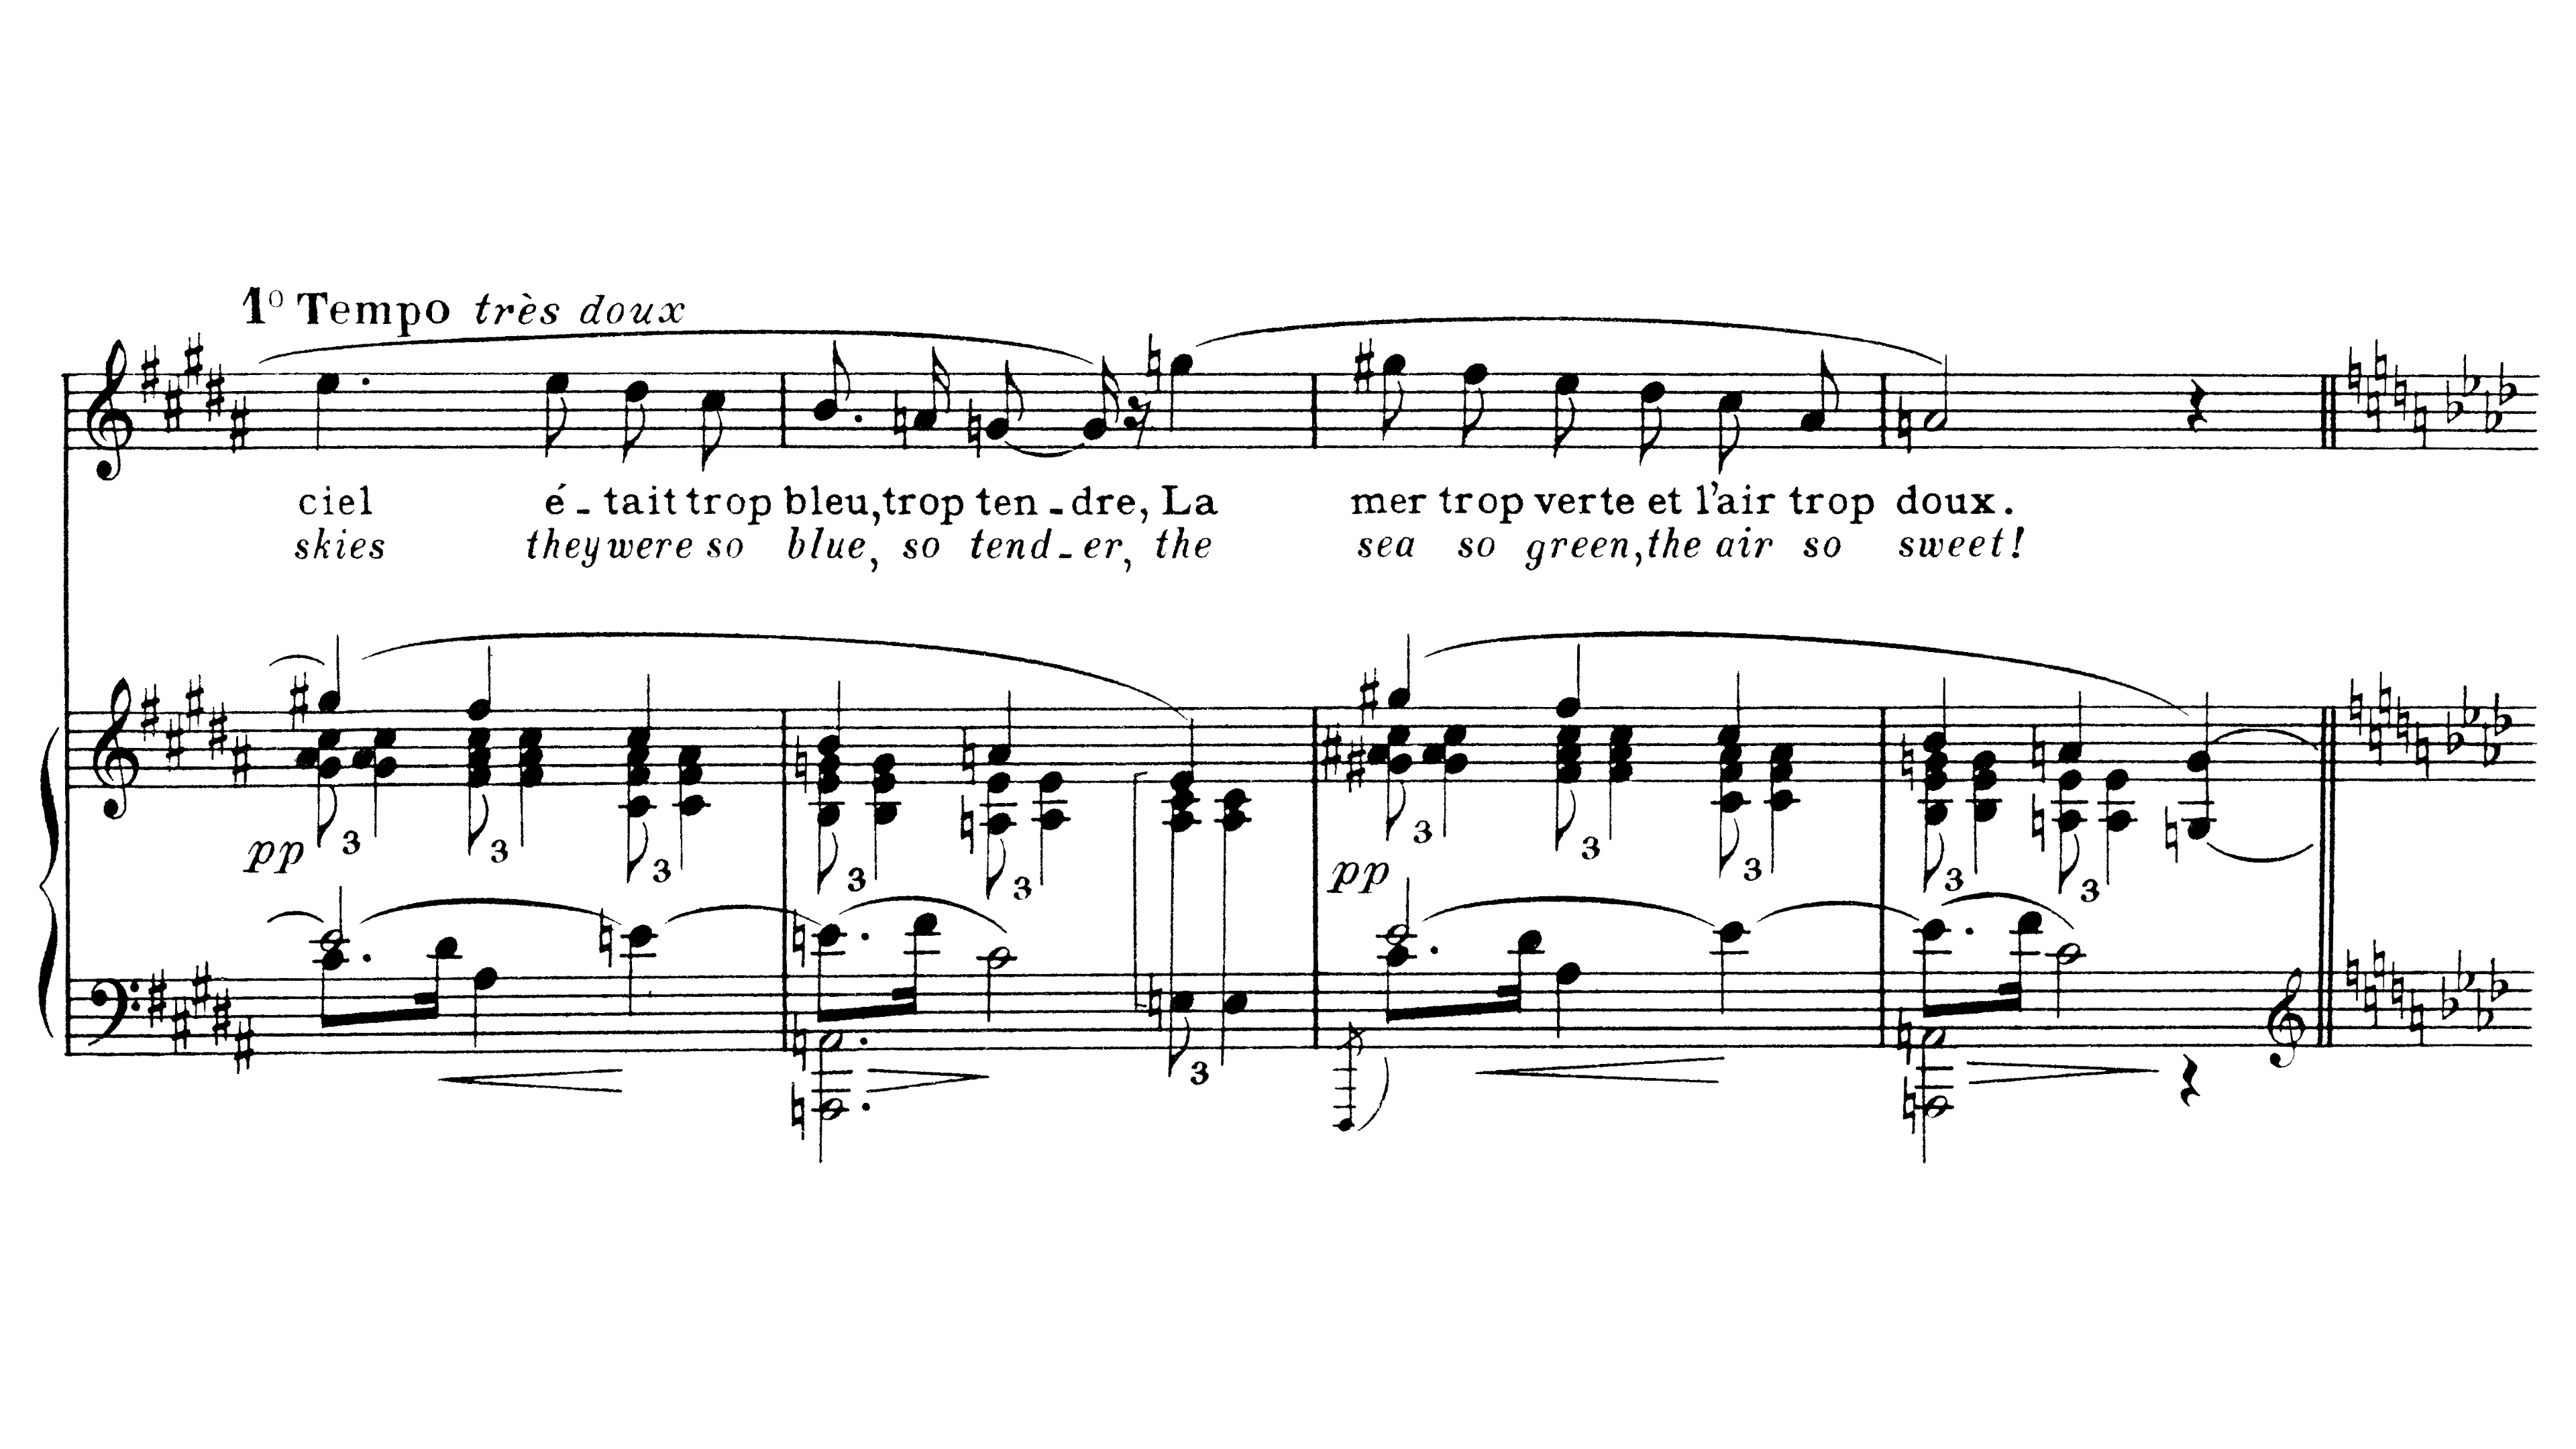 1º Tempo très doux
ciel é - tait trop bleu, trop ten - dre, La mer trop verte et l'air trop doux.
skies they were so blue, so tend - er, the sea so green, the air so sweet!
3 3 3 3 3 3 3 3 3 3
pp pp
3